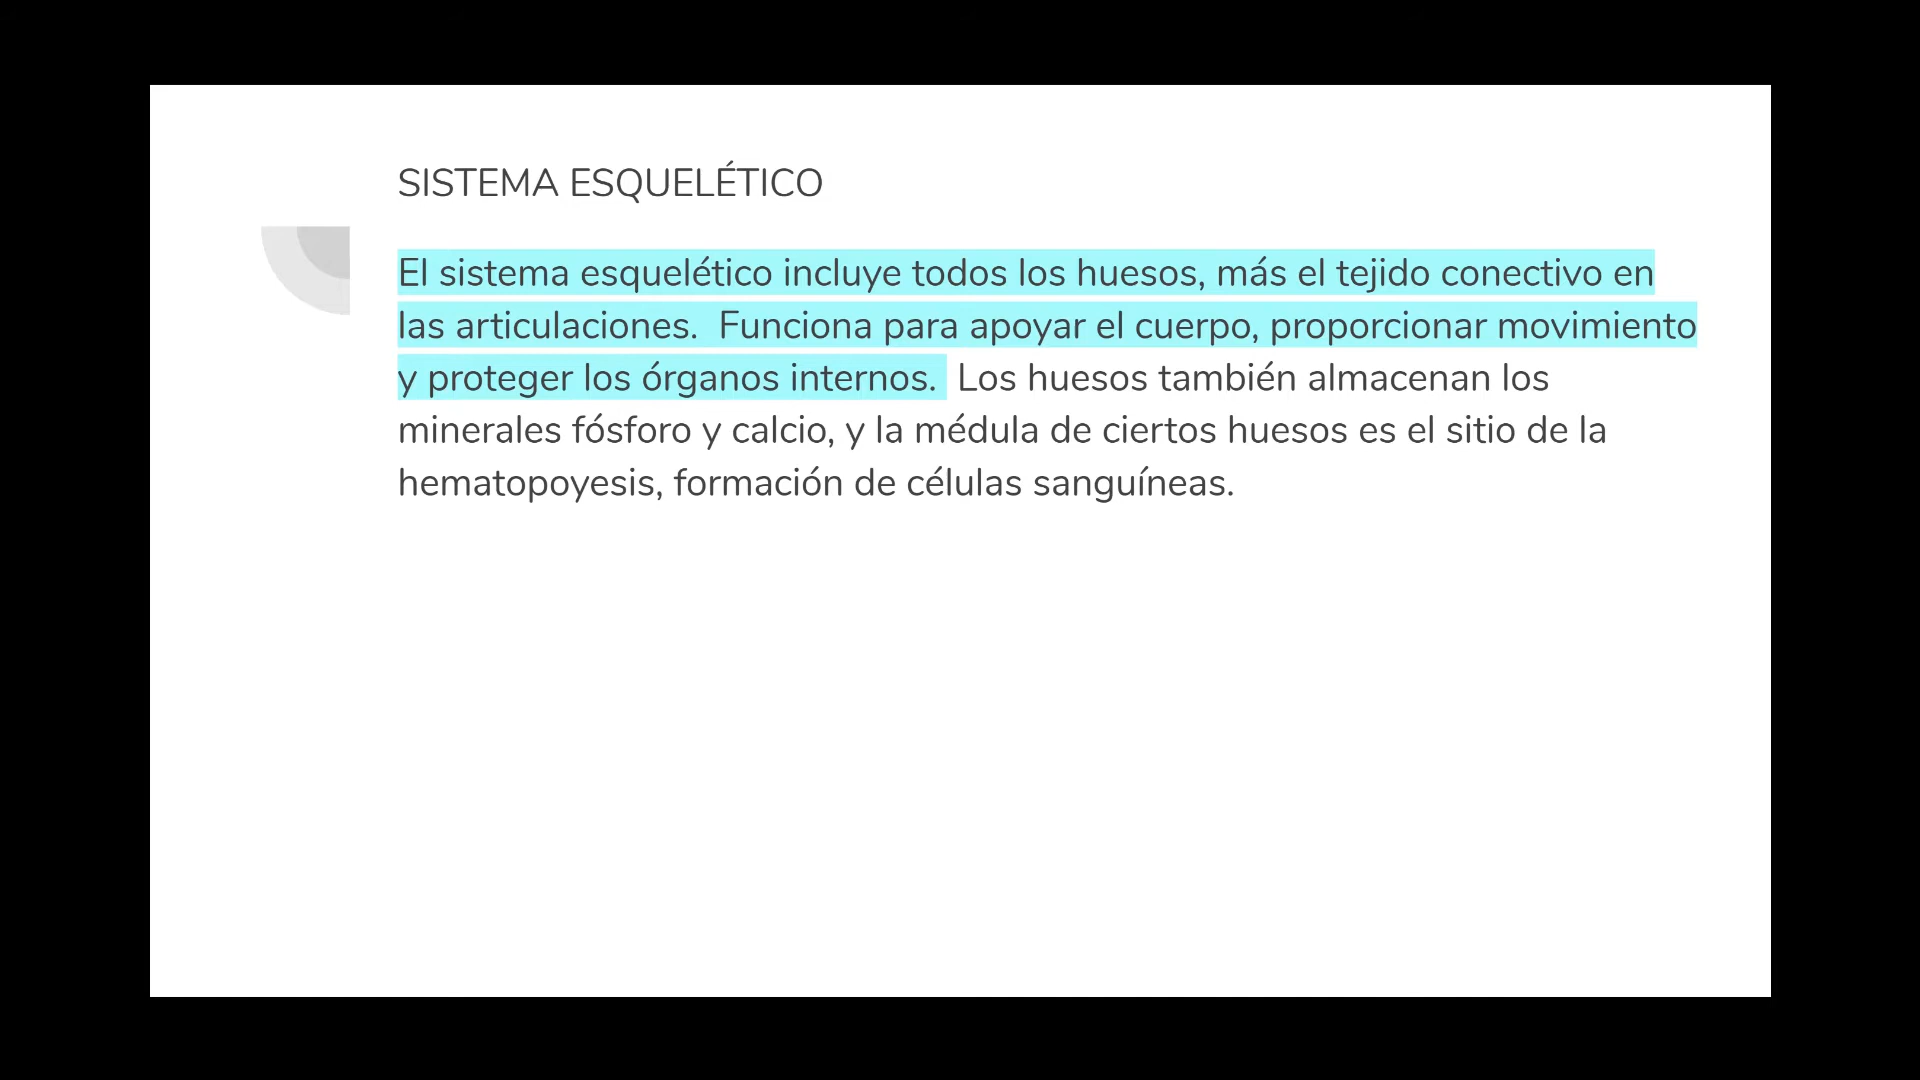 SISTEMA ESQUELÉTICO
El sistema esquelético incluye todos los huesos, más el tejido conectivo en
las articulaciones.  Funciona para apoyar el cuerpo, proporcionar movimiento
y proteger los órganos internos.  Los huesos también almacenan los
minerales fósforo y calcio, y la médula de ciertos huesos es el sitio de la
hematopoyesis, formación de células sanguíneas.